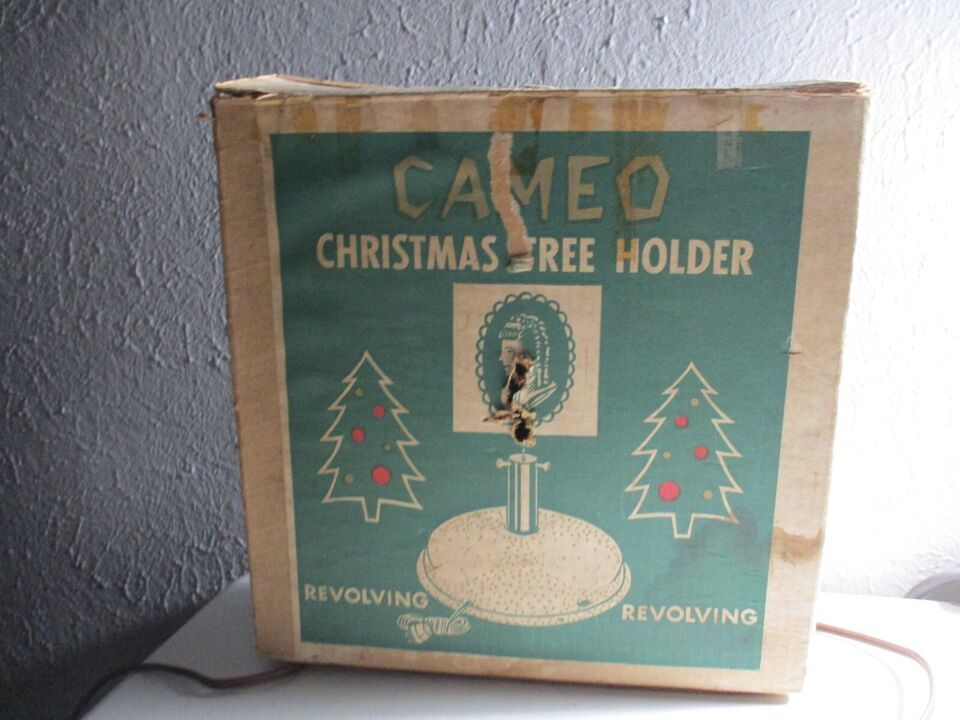 CAMEO
CHRISTMAS TREE HOLDER
REVOLVING
REVOLVING